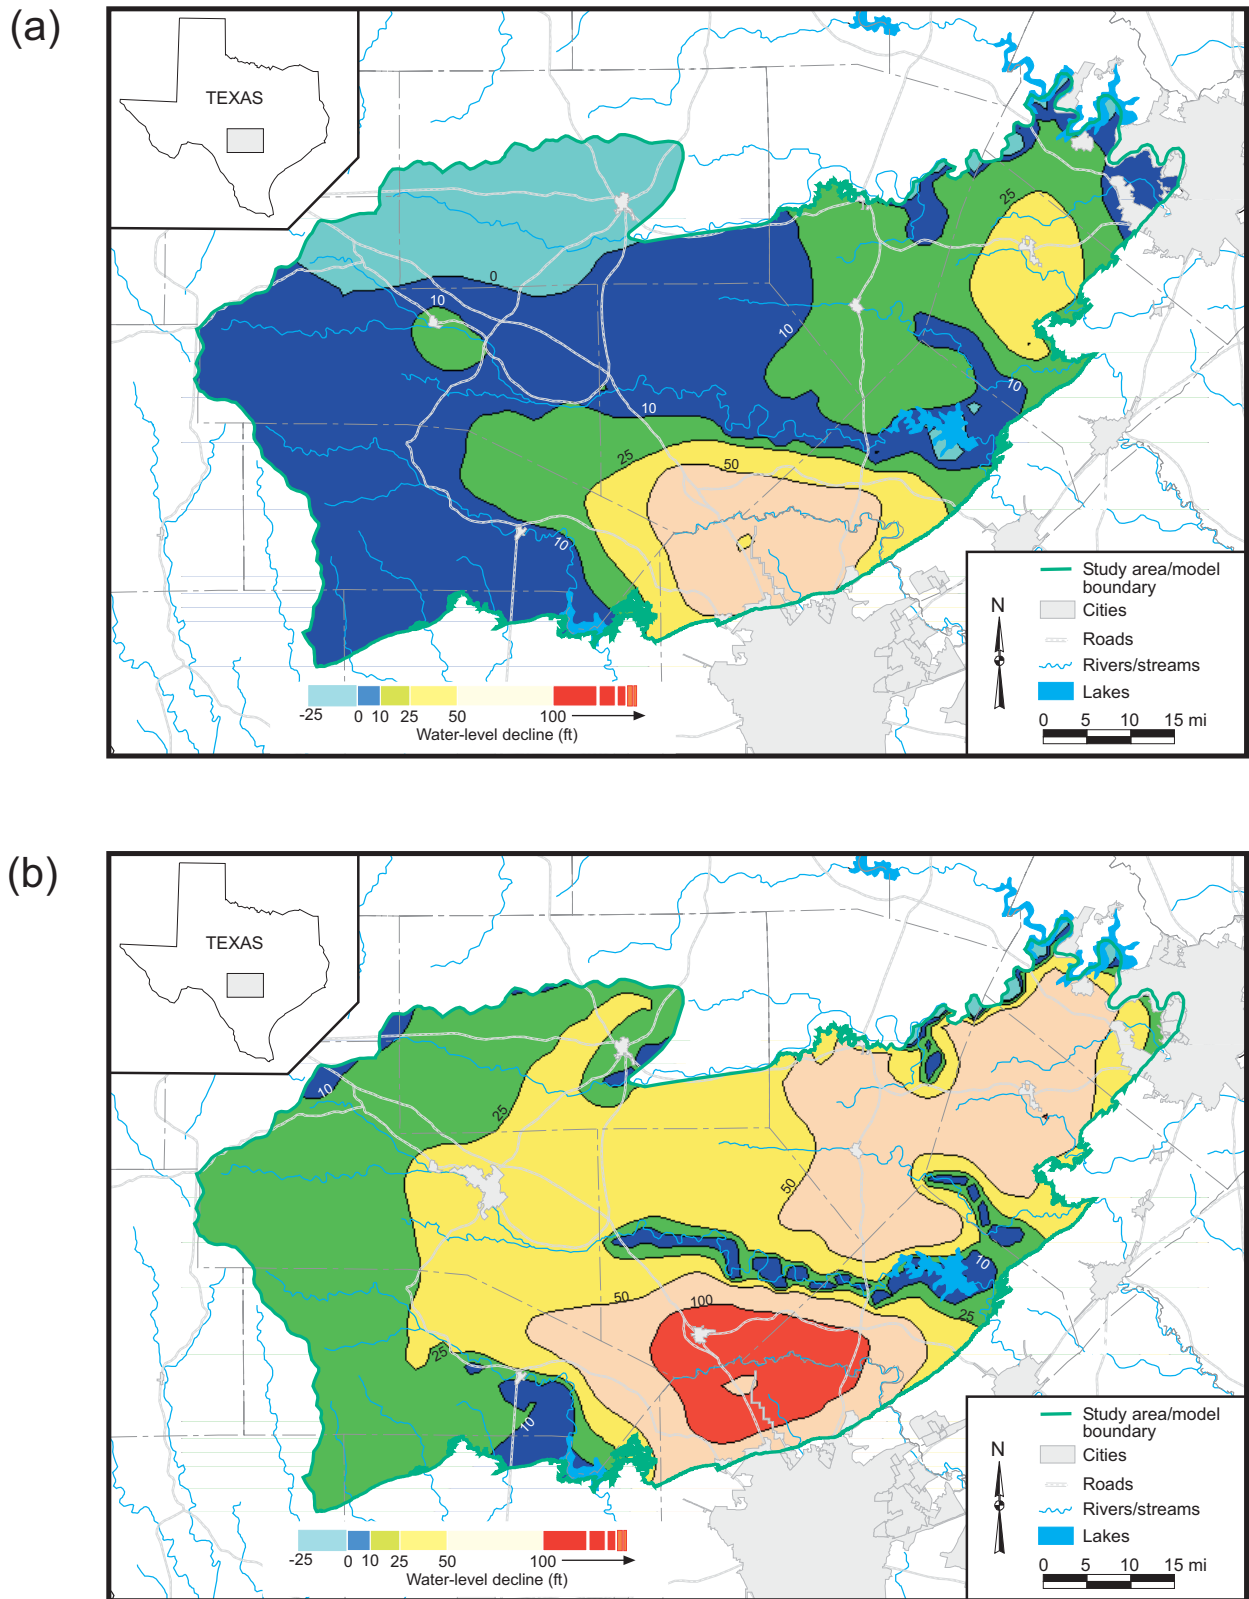 (a)
TEXAS
25
0
10
10
10
10
25
50
10
Study area/model
boundary
Cities
Roads
Rivers/streams
Lakes
N
0 5 10 15 mi
-25 0 10 25 50 100
Water-level decline (ft)
(b)
TEXAS
10
25
50
10
50
100
25
25
10
Study area/model
boundary
Cities
Roads
Rivers/streams
Lakes
N
0 5 10 15 mi
-25 0 10 25 50 100
Water-level decline (ft)